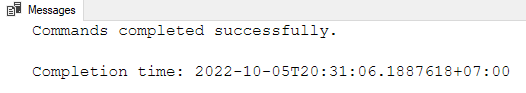 Messages
Commands completed successfully.
Completion time: 2022-10-05T20:31:06.1887618+07:00